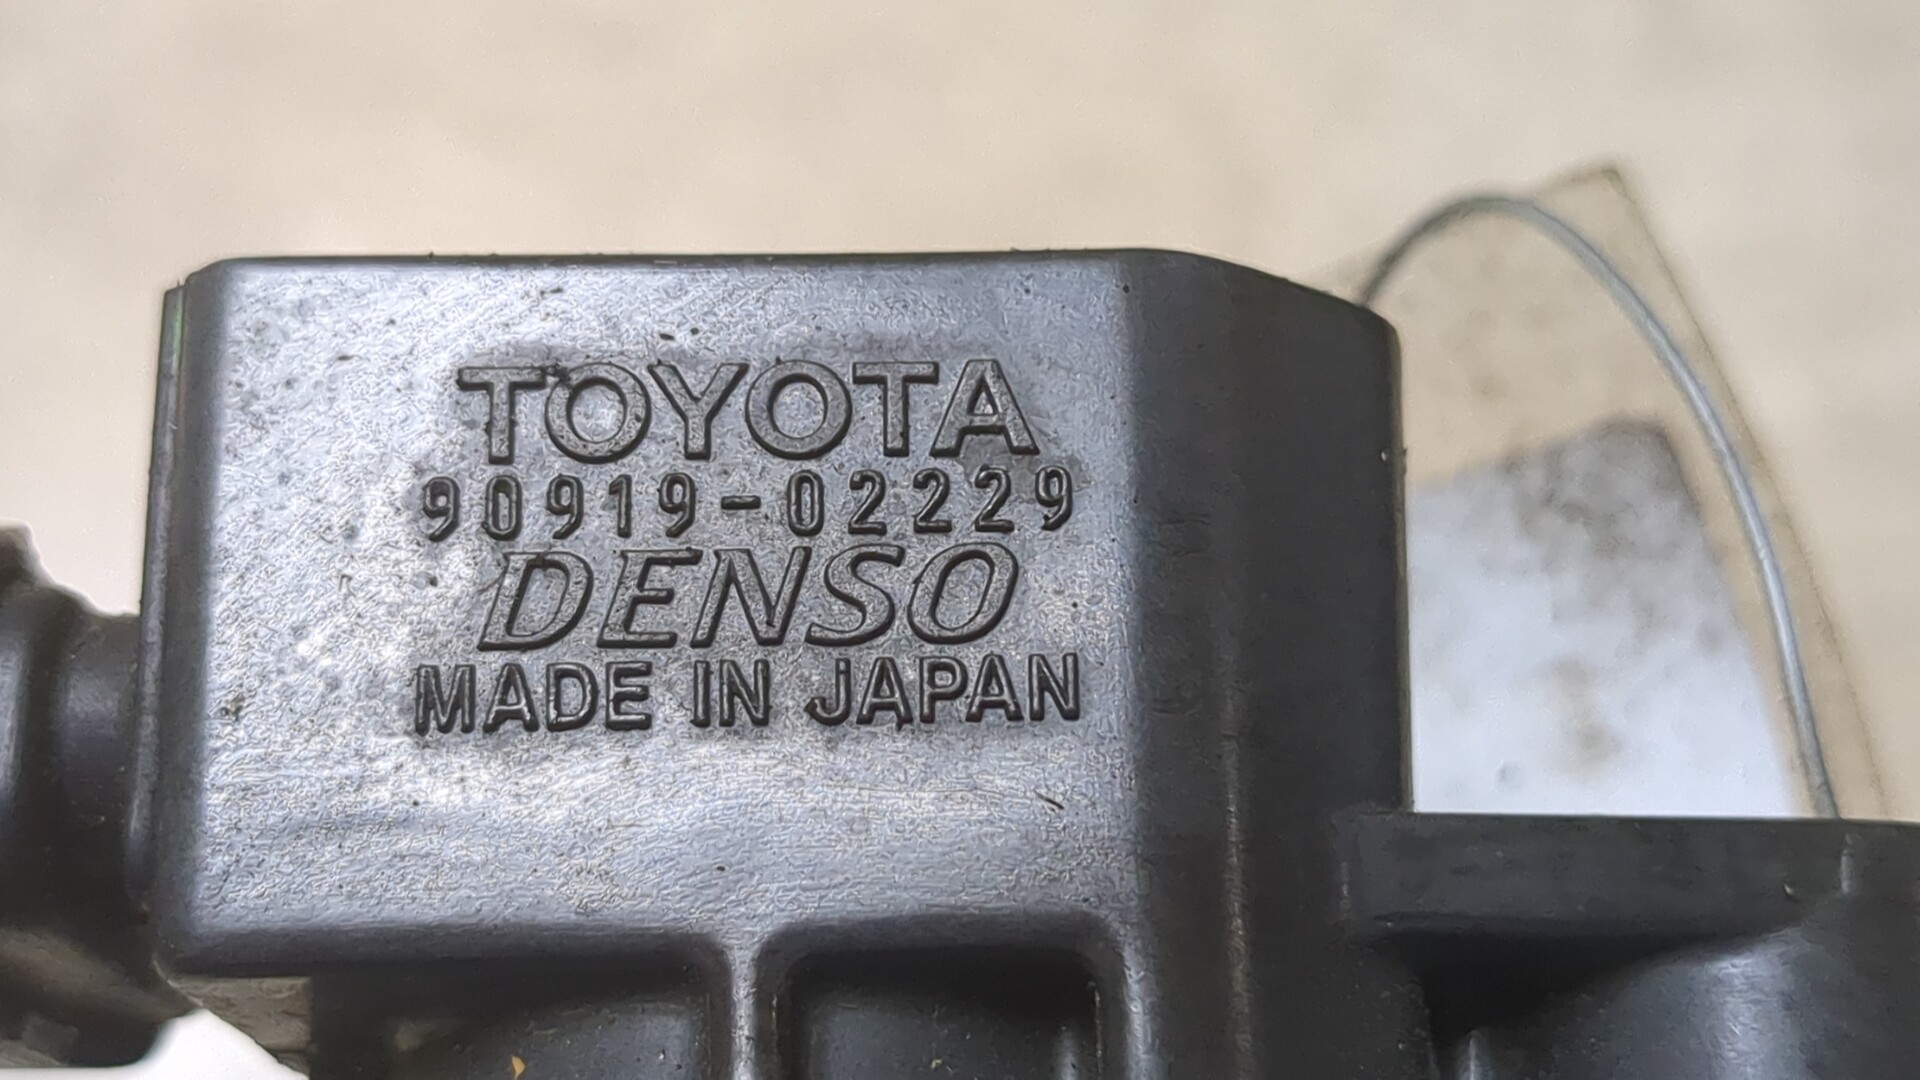 TOYOTA
90919-02229
DENSO
MADE IN JAPAN